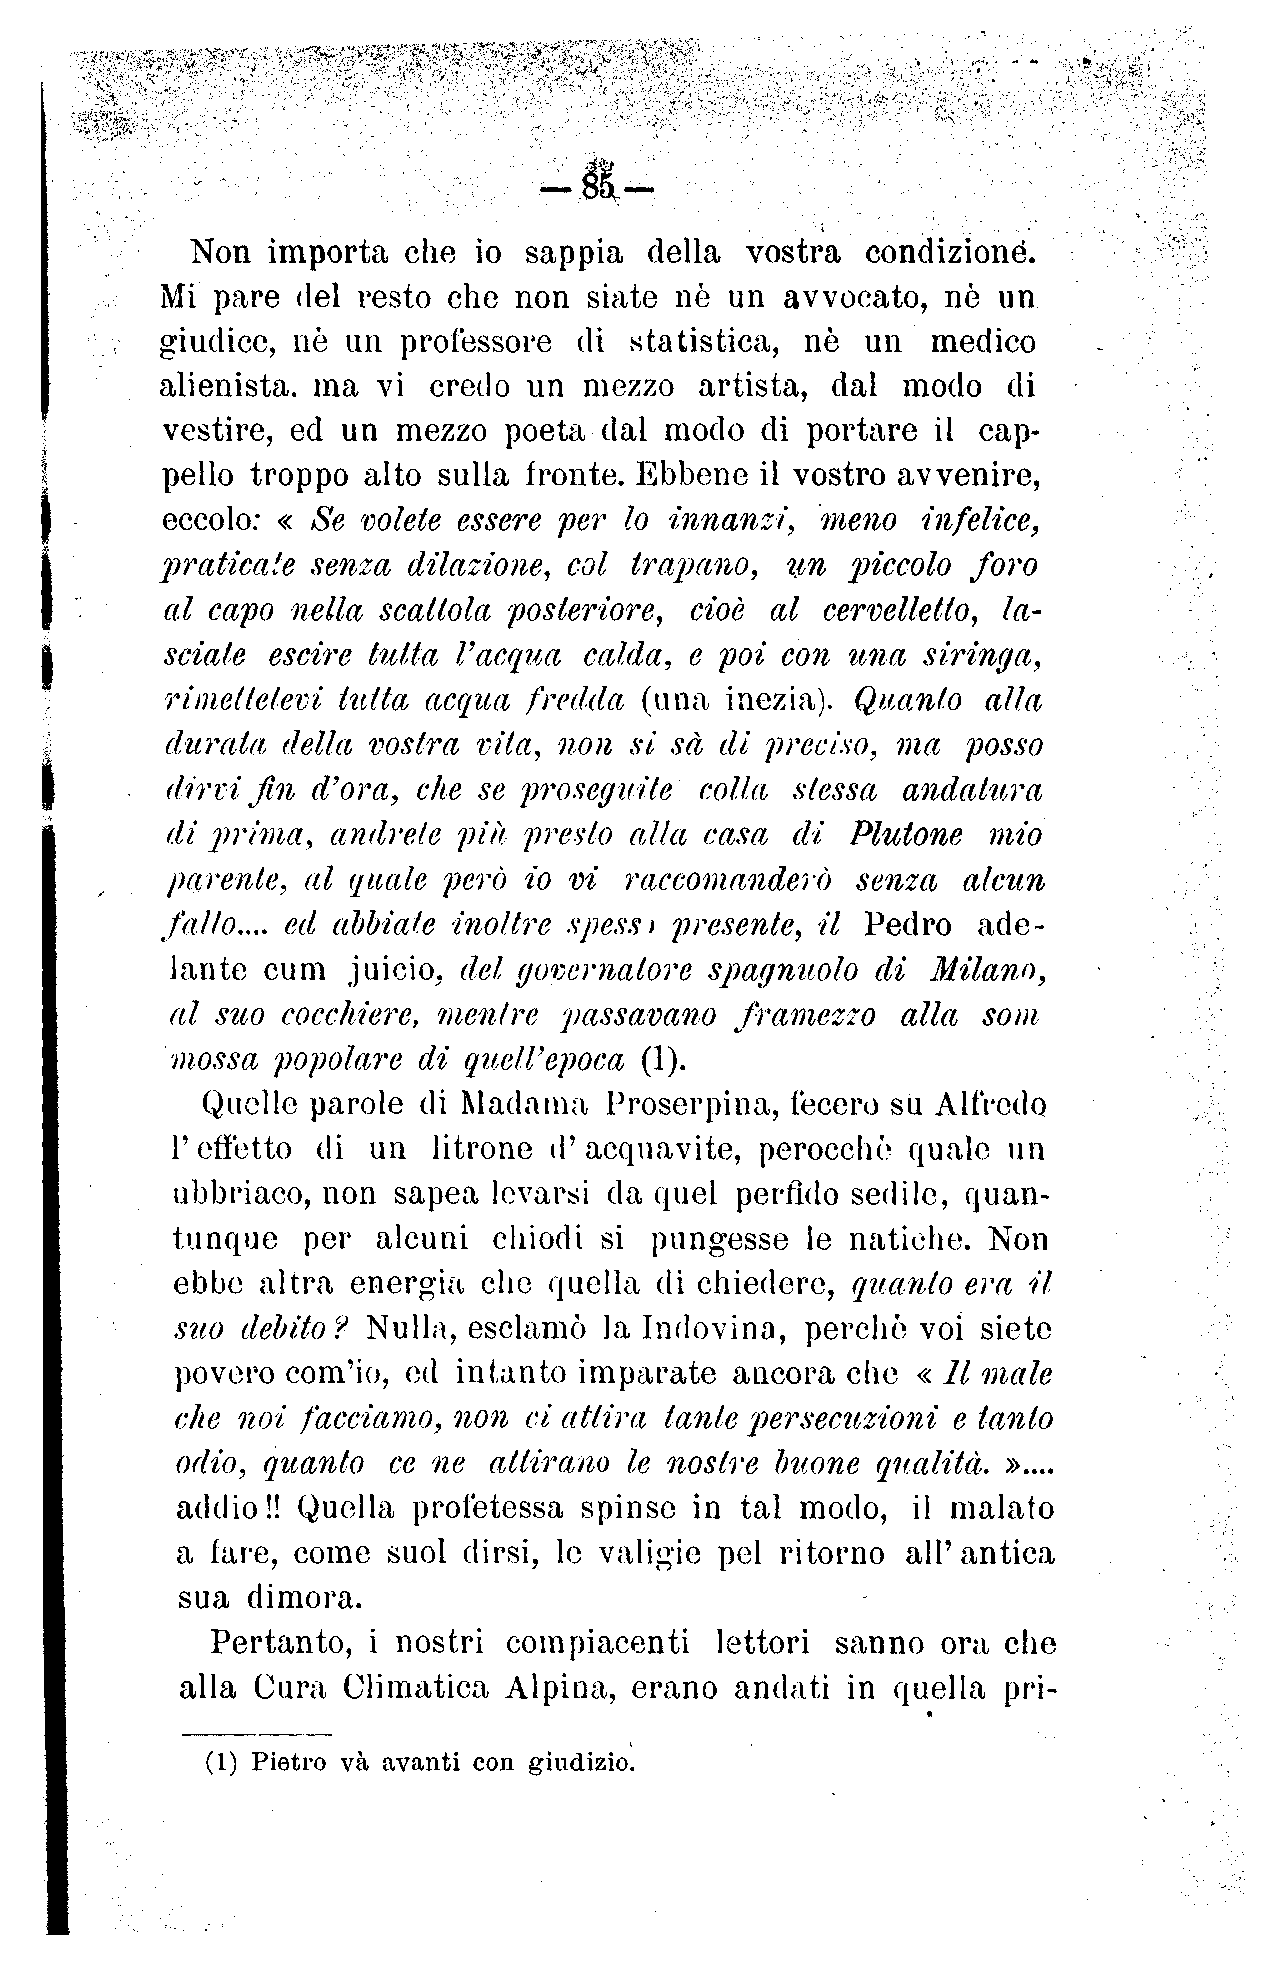 — 85 —
Non importa che io sappia della vostra condizione.
Mi pare del resto che non siate nè un avvocato, nè un
giudice, nè un professore di statistica, nè un medico
alienista. ma vi credo un mezzo artista, dal modo di
vestire, ed un mezzo poeta dal modo di portare il cap-
pello troppo alto sulla fronte. Ebbene il vostro avvenire,
eccolo: « Se volete essere per lo innanzi, meno infelice,
praticate senza dilazione, col trapano, un piccolo foro
al capo nella scattola posteriore, cioè al cervelletto, la-
sciate escire tutta l'acqua calda, e poi con una siringa,
rimettetevi tutta acqua fredda (una inezia). Quanto alla
durata della vostra vita, non si sà di preciso, ma posso
dirvi fin d'ora, che se proseguite colla stessa andatura
di prima, andrete più presto alla casa di Plutone mio
parente, al quale però io vi raccomanderò senza alcun
fallo.... ed abbiate inoltre spesso presente, il Pedro ade-
lante cum juicio, del governatore spagnuolo di Milano,
al suo cocchiere, mentre passavano framezzo alla som
mossa popolare di quell'epoca (1).
Quelle parole di Madama Proserpina, fecero su Alfredo
l'effetto di un litrone d'acquavite, perocchè quale un
ubbriaco, non sapea levarsi da quel perfido sedile, quan-
tunque per alcuni chiodi si pungesse le natiche. Non
ebbe altra energia che quella di chiedere, quanto era il
suo debito? Nulla, esclamò la Indovina, perchè voi siete
povero com'io, ed intanto imparate ancora che « Il male
che noi facciamo, non ci attira tante persecuzioni e tanto
odio, quanto ce ne attirano le nostre buone qualità. »....
addio!! Quella profetessa spinse in tal modo, il malato
a fare, come suol dirsi, le valigie pel ritorno all'antica
sua dimora.
Pertanto, i nostri compiacenti lettori sanno ora che
alla Cura Climatica Alpina, erano andati in quella pri-
(1) Pietro và avanti con giudizio.